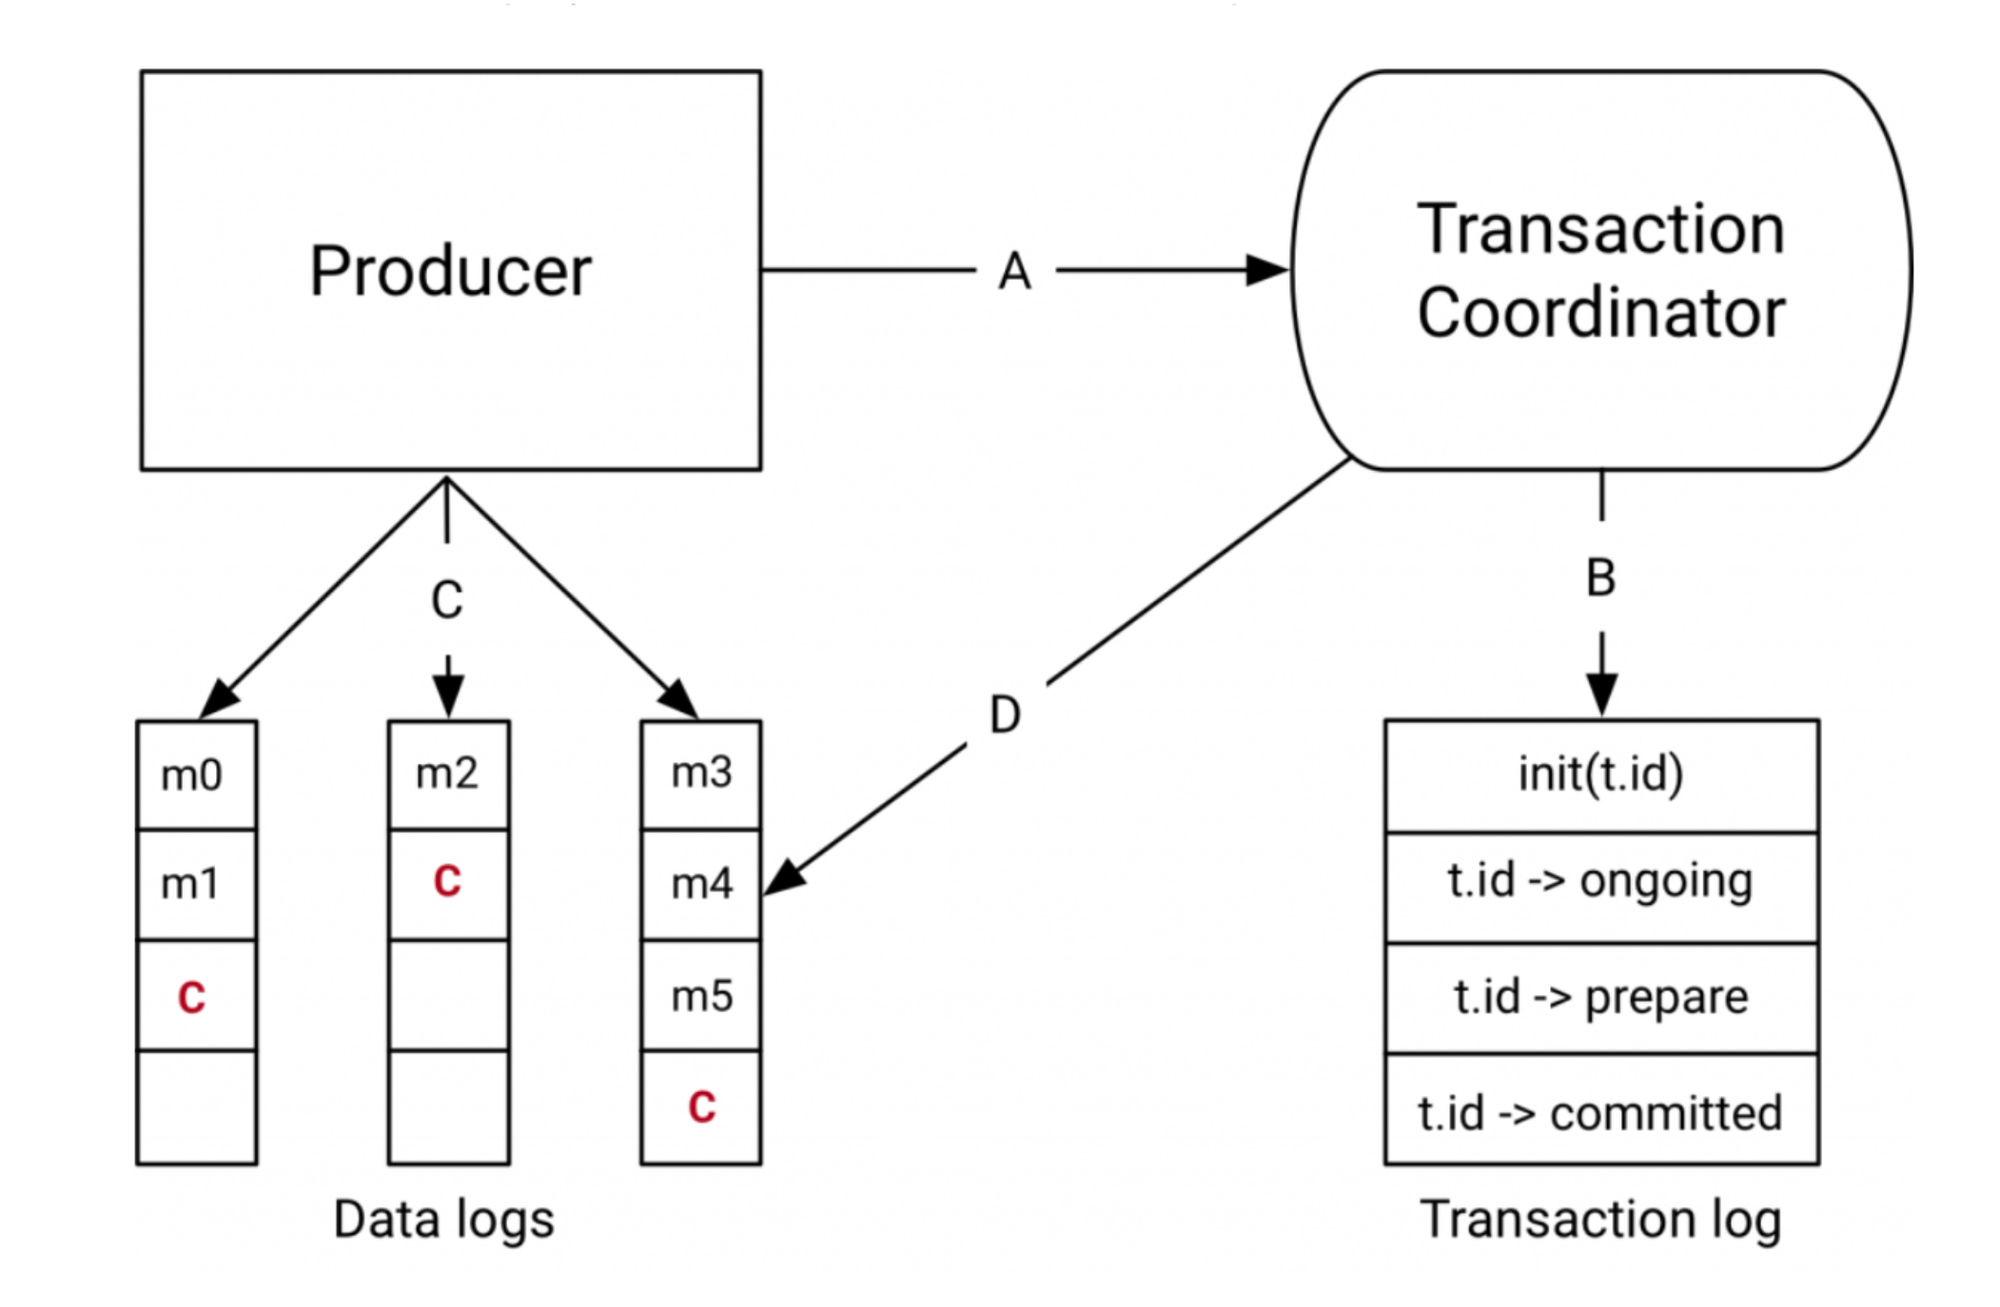 Producer
A
Transaction
Coordinator
C
B
D
m0
m1
C
m2
C
m3
m4
m5
C
init(t.id)
t.id -> ongoing
t.id -> prepare
t.id -> committed
Data logs
Transaction log